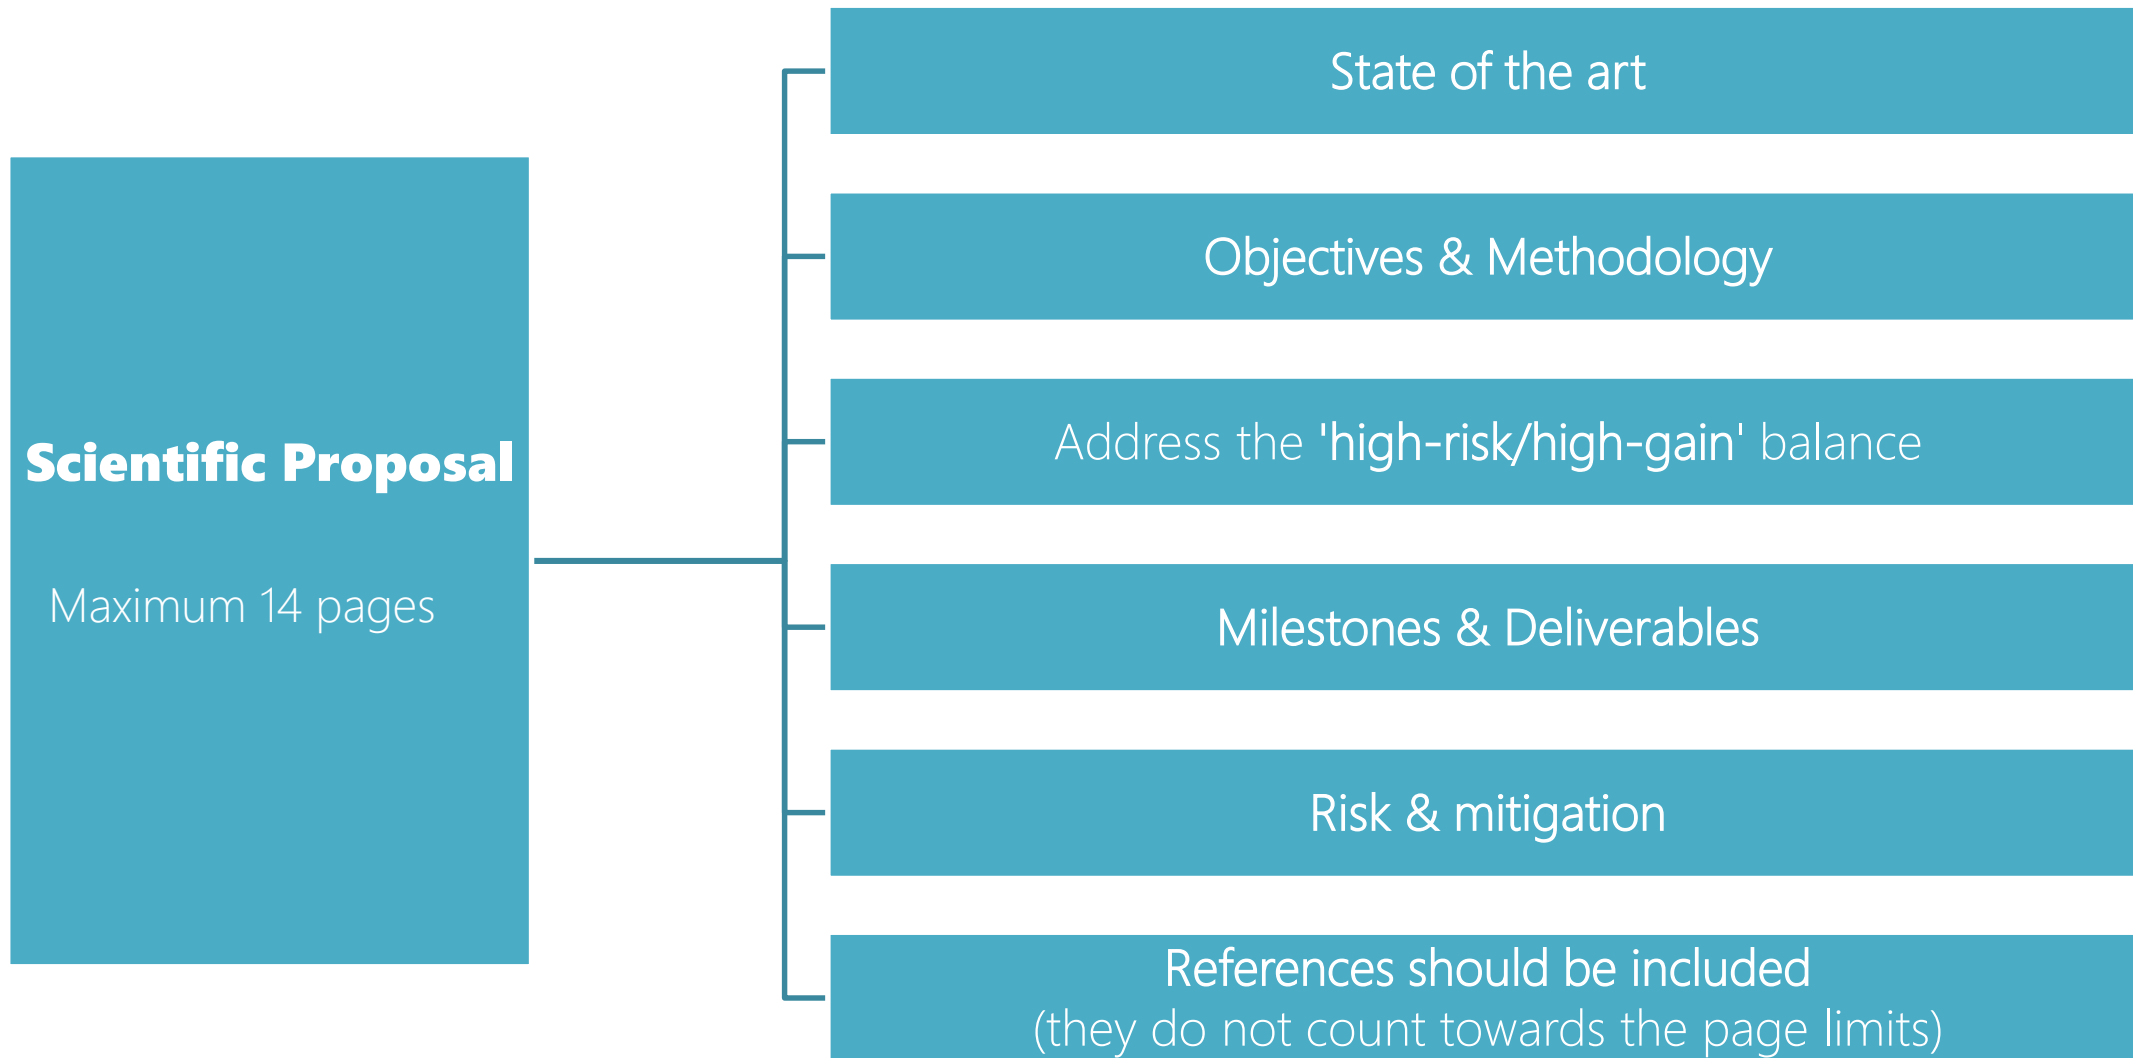 Scientific Proposal
Maximum 14 pages
State of the art
Objectives & Methodology
Address the 'high-risk/high-gain' balance
Milestones & Deliverables
Risk & mitigation
References should be included
(they do not count towards the page limits)